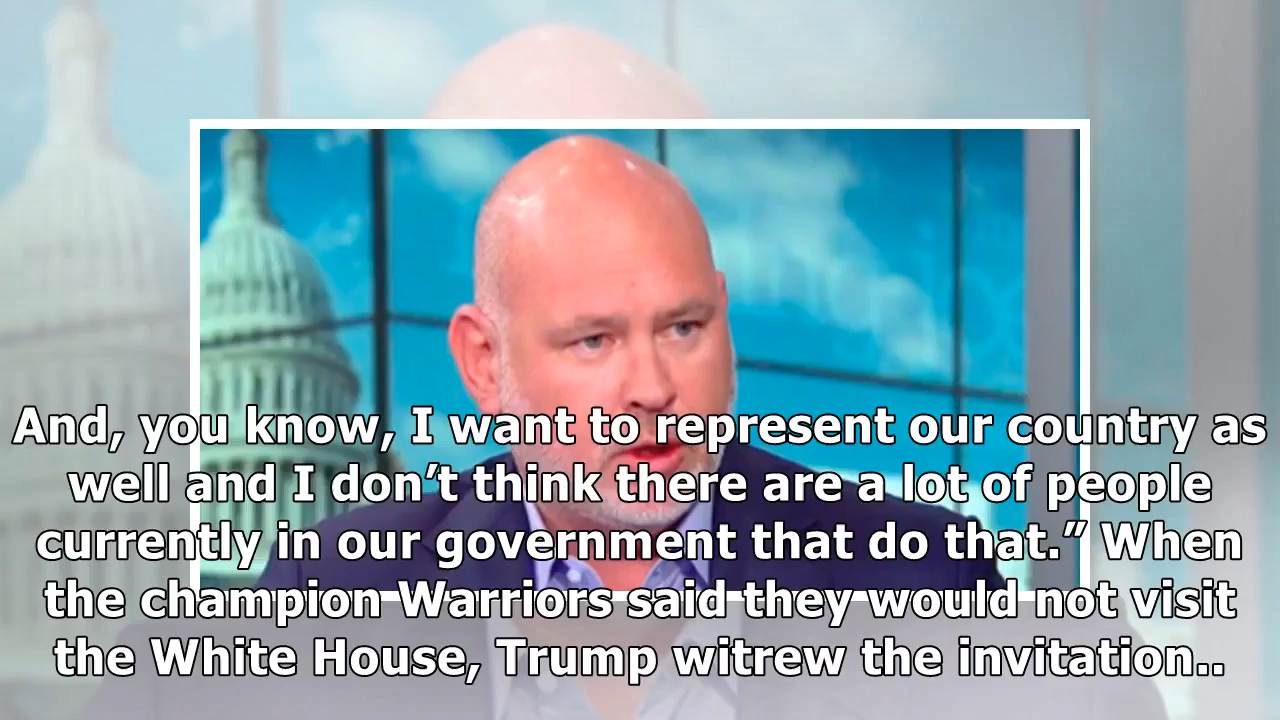 And, you know, I want to represent our country as
well and I don’t think there are a lot of people
currently in our government that do that.” When
the champion Warriors said they would not visit
the White House, Trump witrew the invitation..